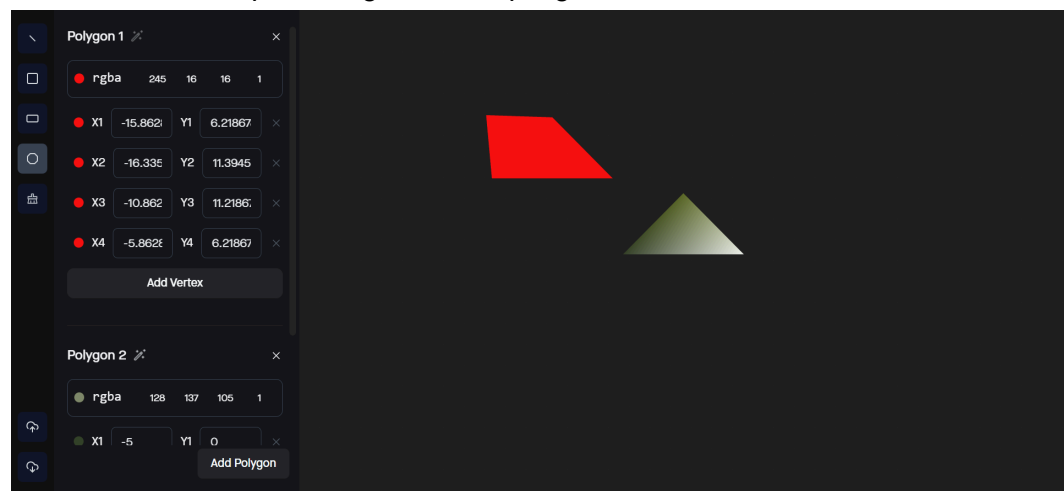 Polygon 1
rgba 245 16 16 1
X1 -15.862 Y1 6.21867
X2 -16.335 Y2 11.3945
X3 -10.862 Y3 11.2186
X4 -5.862 Y4 6.21867
Add Vertex
Polygon 2
rgba 128 137 105 1
X1 -5 Y1 0
Add Polygon